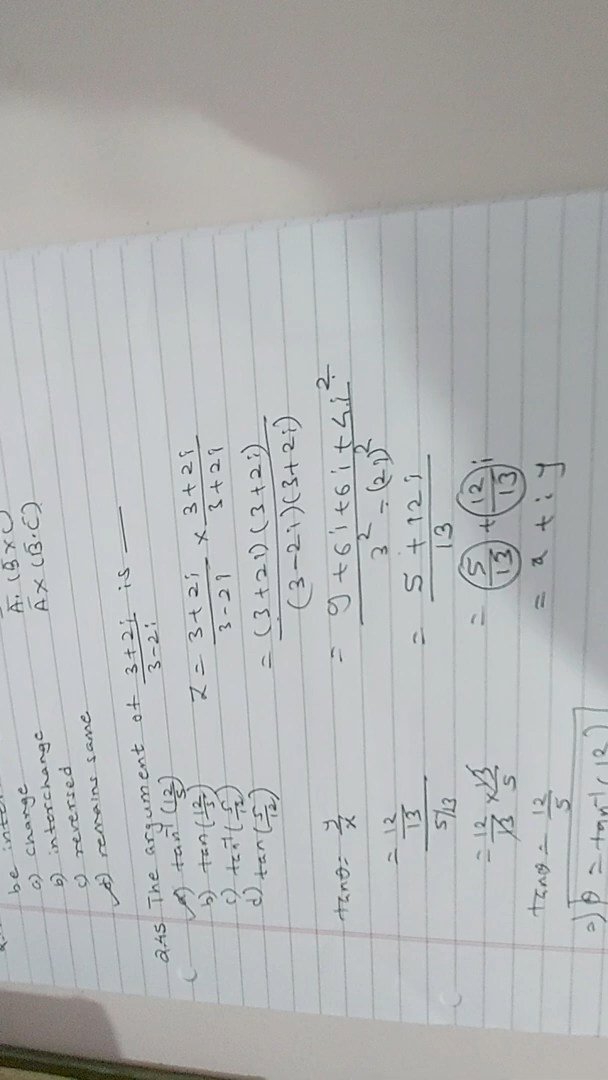 A. (B × C)
A × (B̄. C̄)
be inter
a) change
b) interchange
c) reversed
d) remains same
245 The argument of (3+2i)/(3-2i) is ___
a) tan⁻¹(12/5)
b) tan(12/5)
c) tan⁻¹(5/12)
d) tan(5/12)
Z = (3+2i)/(3-2i) × (3+2i)/(3+2i)
= (3+2i)(3+2i)/(3-2i)(3+2i)
= (9+6i+6i+4i²)/(3² - (2i)²)
= (5+12i)/13
= 5/13 + 12/13 i
= x + iy
tanθ = y/x
= (12/13)/(5/13)
= 12/13 × 13/5
tanθ = 12/5
⇒ θ = tan⁻¹(12